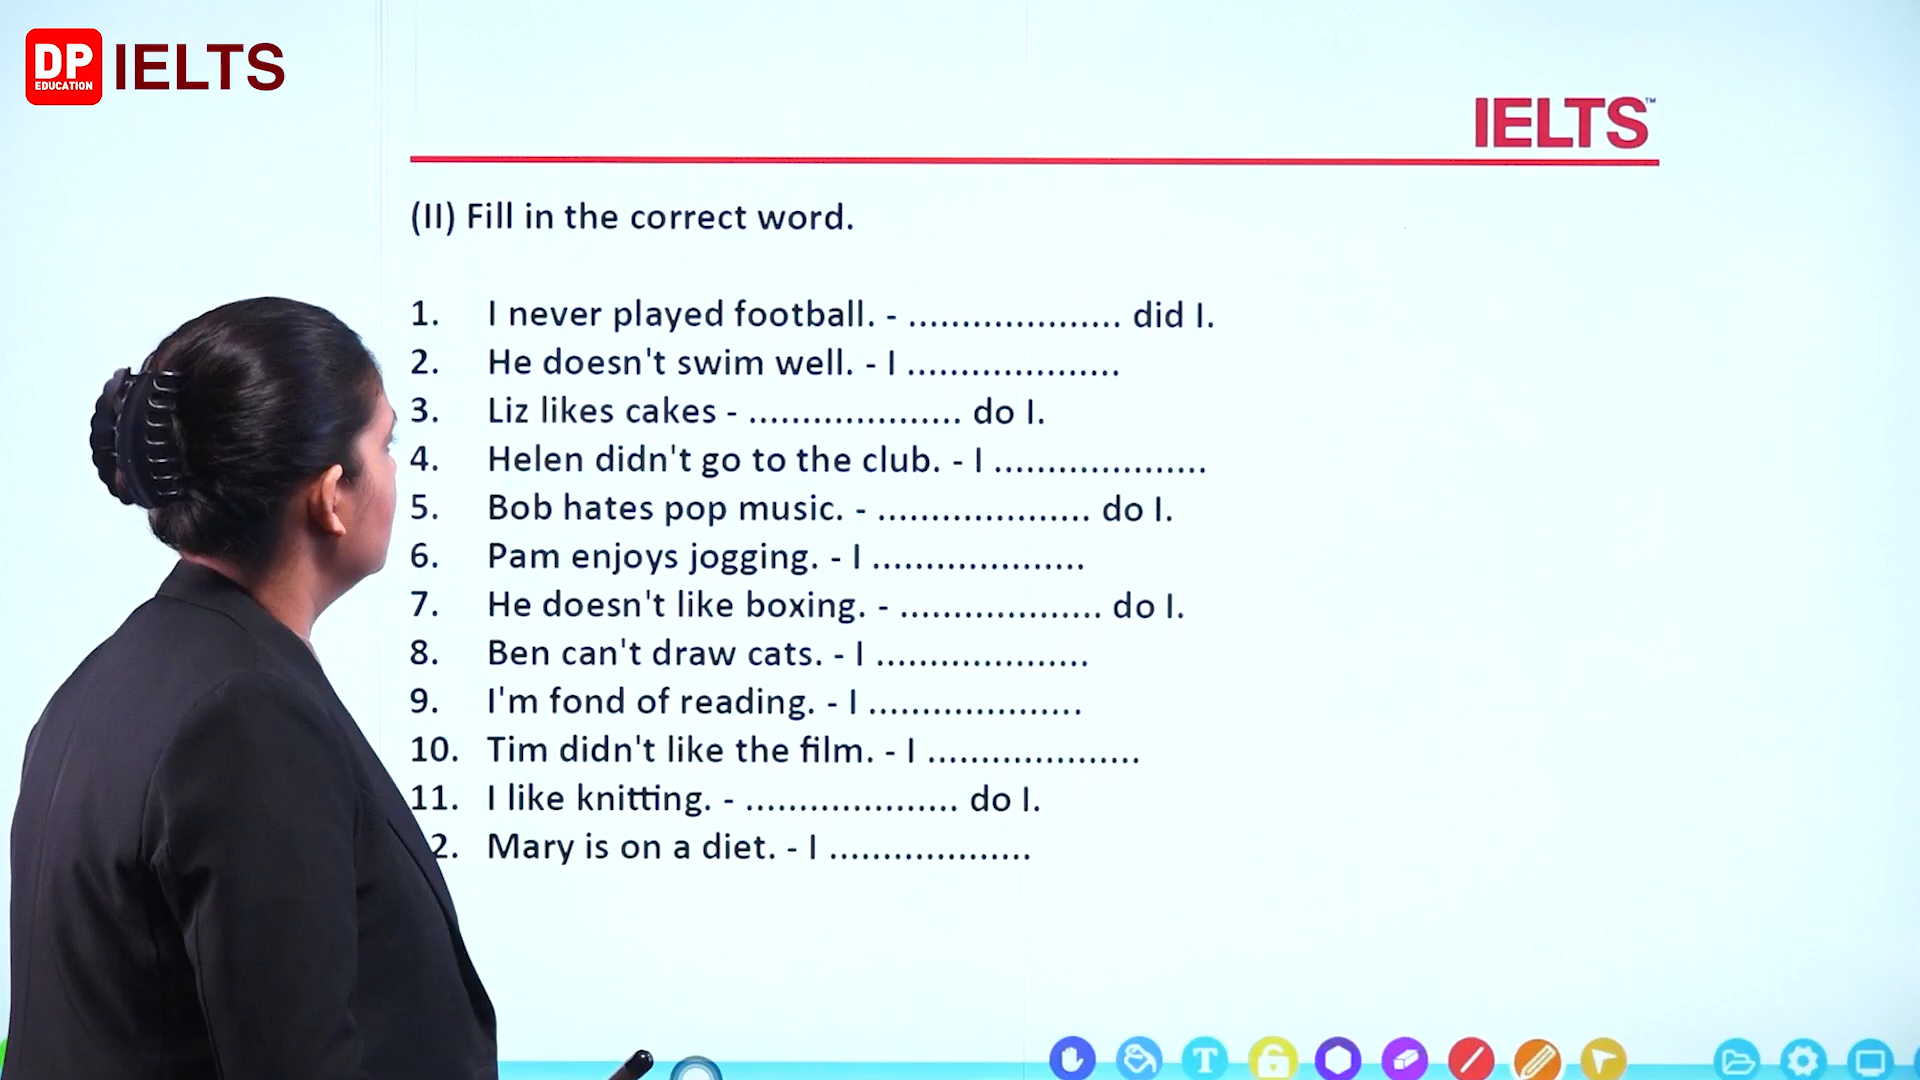 DP EDUCATION IELTS
IELTS™
(II) Fill in the correct word.
1. I never played football. - .................... did I.
2. He doesn't swim well. - I ....................
3. Liz likes cakes - .................... do I.
4. Helen didn't go to the club. - I ....................
5. Bob hates pop music. - .................... do I.
6. Pam enjoys jogging. - I ....................
7. He doesn't like boxing. - ................... do I.
8. Ben can't draw cats. - I ....................
9. I'm fond of reading. - I ....................
10. Tim didn't like the film. - I ....................
11. I like knitting. - .................... do I.
2. Mary is on a diet. - I ...................
T